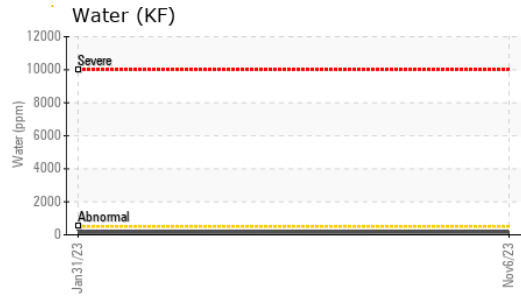 Water (KF)
12000
10000
8000
6000
4000
2000
0
Water (ppm)
Severe
Abnormal
Jan31/23
Nov6/23